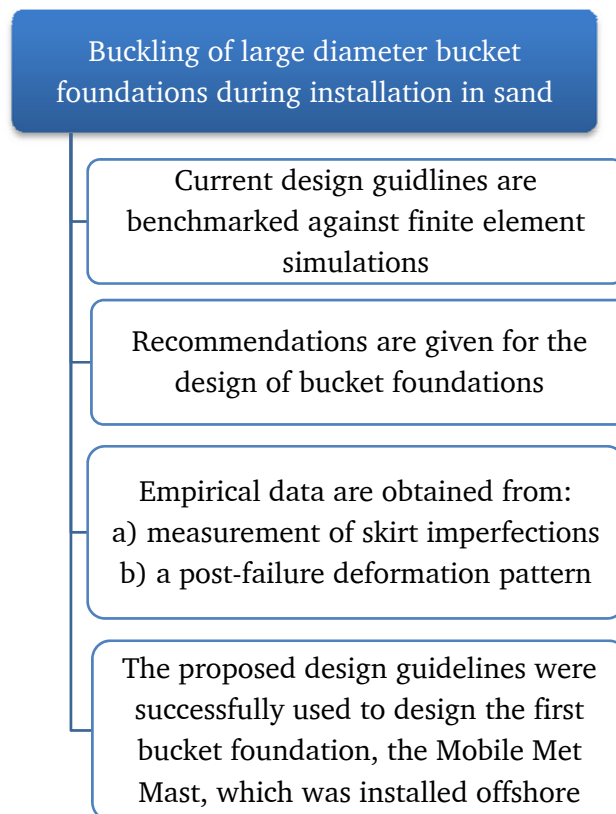 Buckling of large diameter bucket
foundations during installation in sand
Current design guidlines are
benchmarked against finite element
simulations
Recommendations are given for the
design of bucket foundations
Empirical data are obtained from:
a) measurement of skirt imperfections
b) a post-failure deformation pattern
The proposed design guidelines were
successfully used to design the first
bucket foundation, the Mobile Met
Mast, which was installed offshore